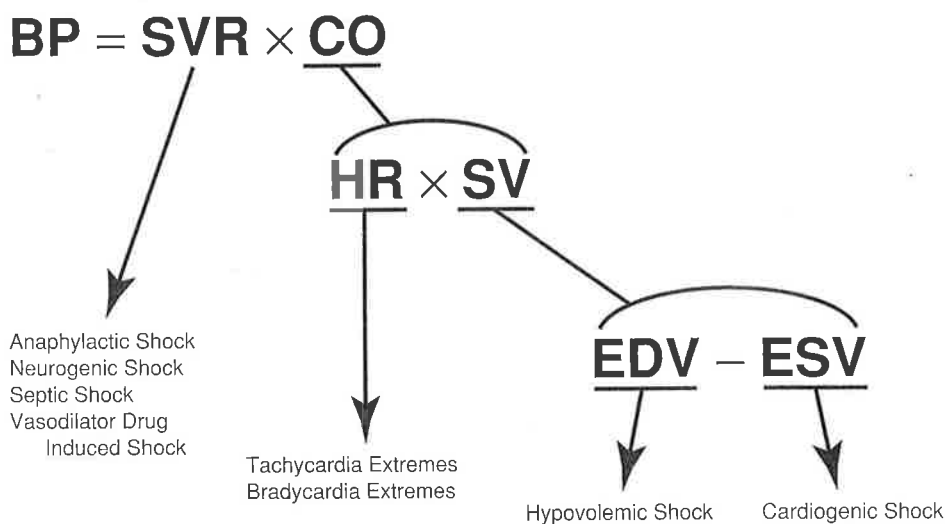 BP = SVR × CO
HR × SV
EDV – ESV
Anaphylactic Shock
Neurogenic Shock
Septic Shock
Vasodilator Drug
Induced Shock
Tachycardia Extremes
Bradycardia Extremes
Hypovolemic Shock
Cardiogenic Shock